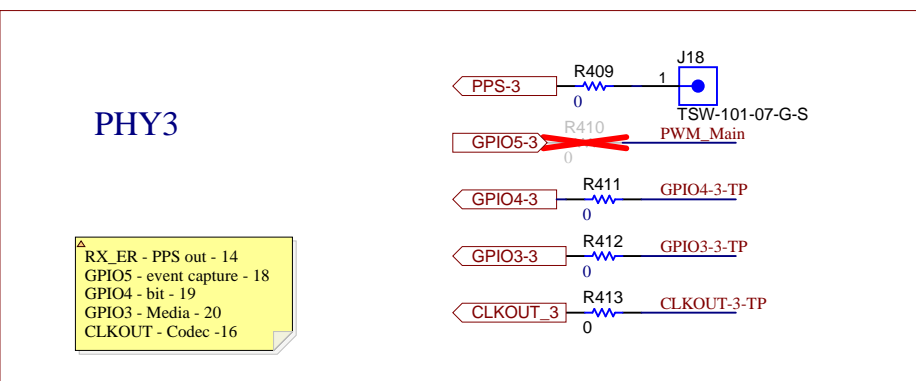 PHY3
J18
PPS-3
R409
0
1
TSW-101-07-G-S
GPIO5-3
R410
0
PWM_Main
GPIO4-3
R411
0
GPIO4-3-TP
GPIO3-3
R412
0
GPIO3-3-TP
CLKOUT_3
R413
0
CLKOUT-3-TP
RX_ER - PPS out - 14
GPIO5 - event capture - 18
GPIO4 - bit - 19
GPIO3 - Media - 20
CLKOUT - Codec -16